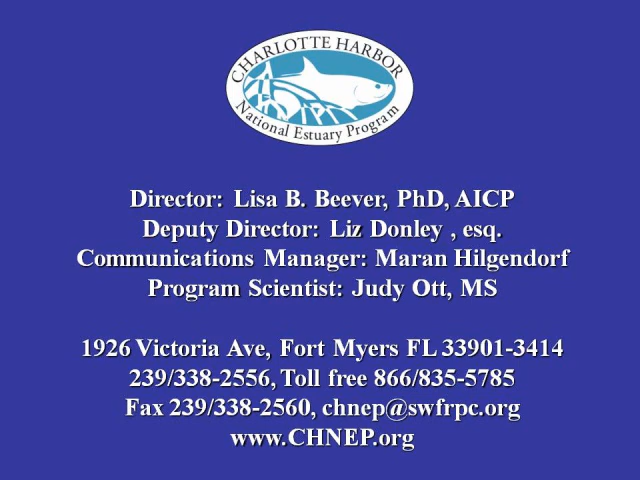 CHARLOTTE HARBOR
National Estuary Program
Director: Lisa B. Beever, PhD, AICP
Deputy Director: Liz Donley , esq.
Communications Manager: Maran Hilgendorf
Program Scientist: Judy Ott, MS
1926 Victoria Ave, Fort Myers FL 33901-3414
239/338-2556, Toll free 866/835-5785
Fax 239/338-2560, chnep@swfrpc.org
www.CHNEP.org